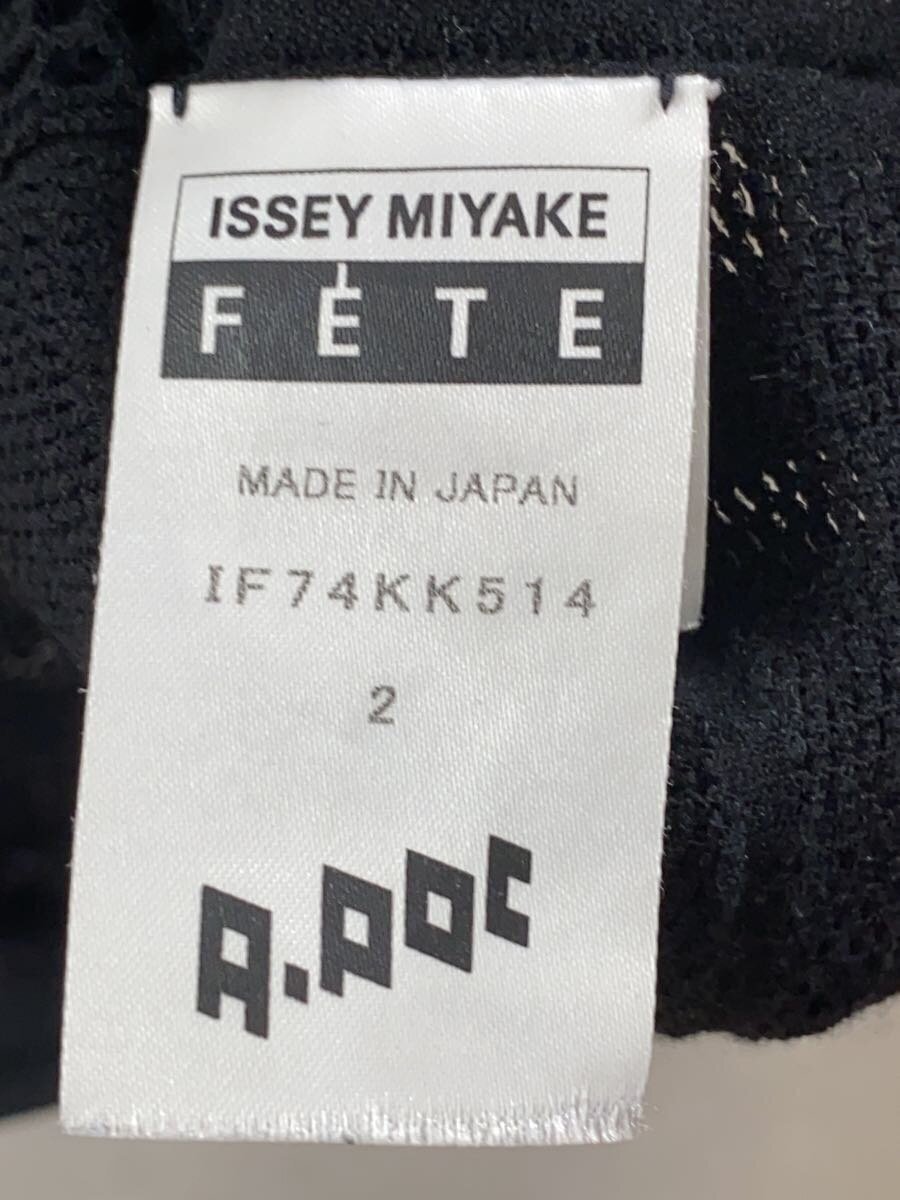 ISSEY MIYAKE
FÊTE
MADE IN JAPAN
IF74KK514
2
A.POC